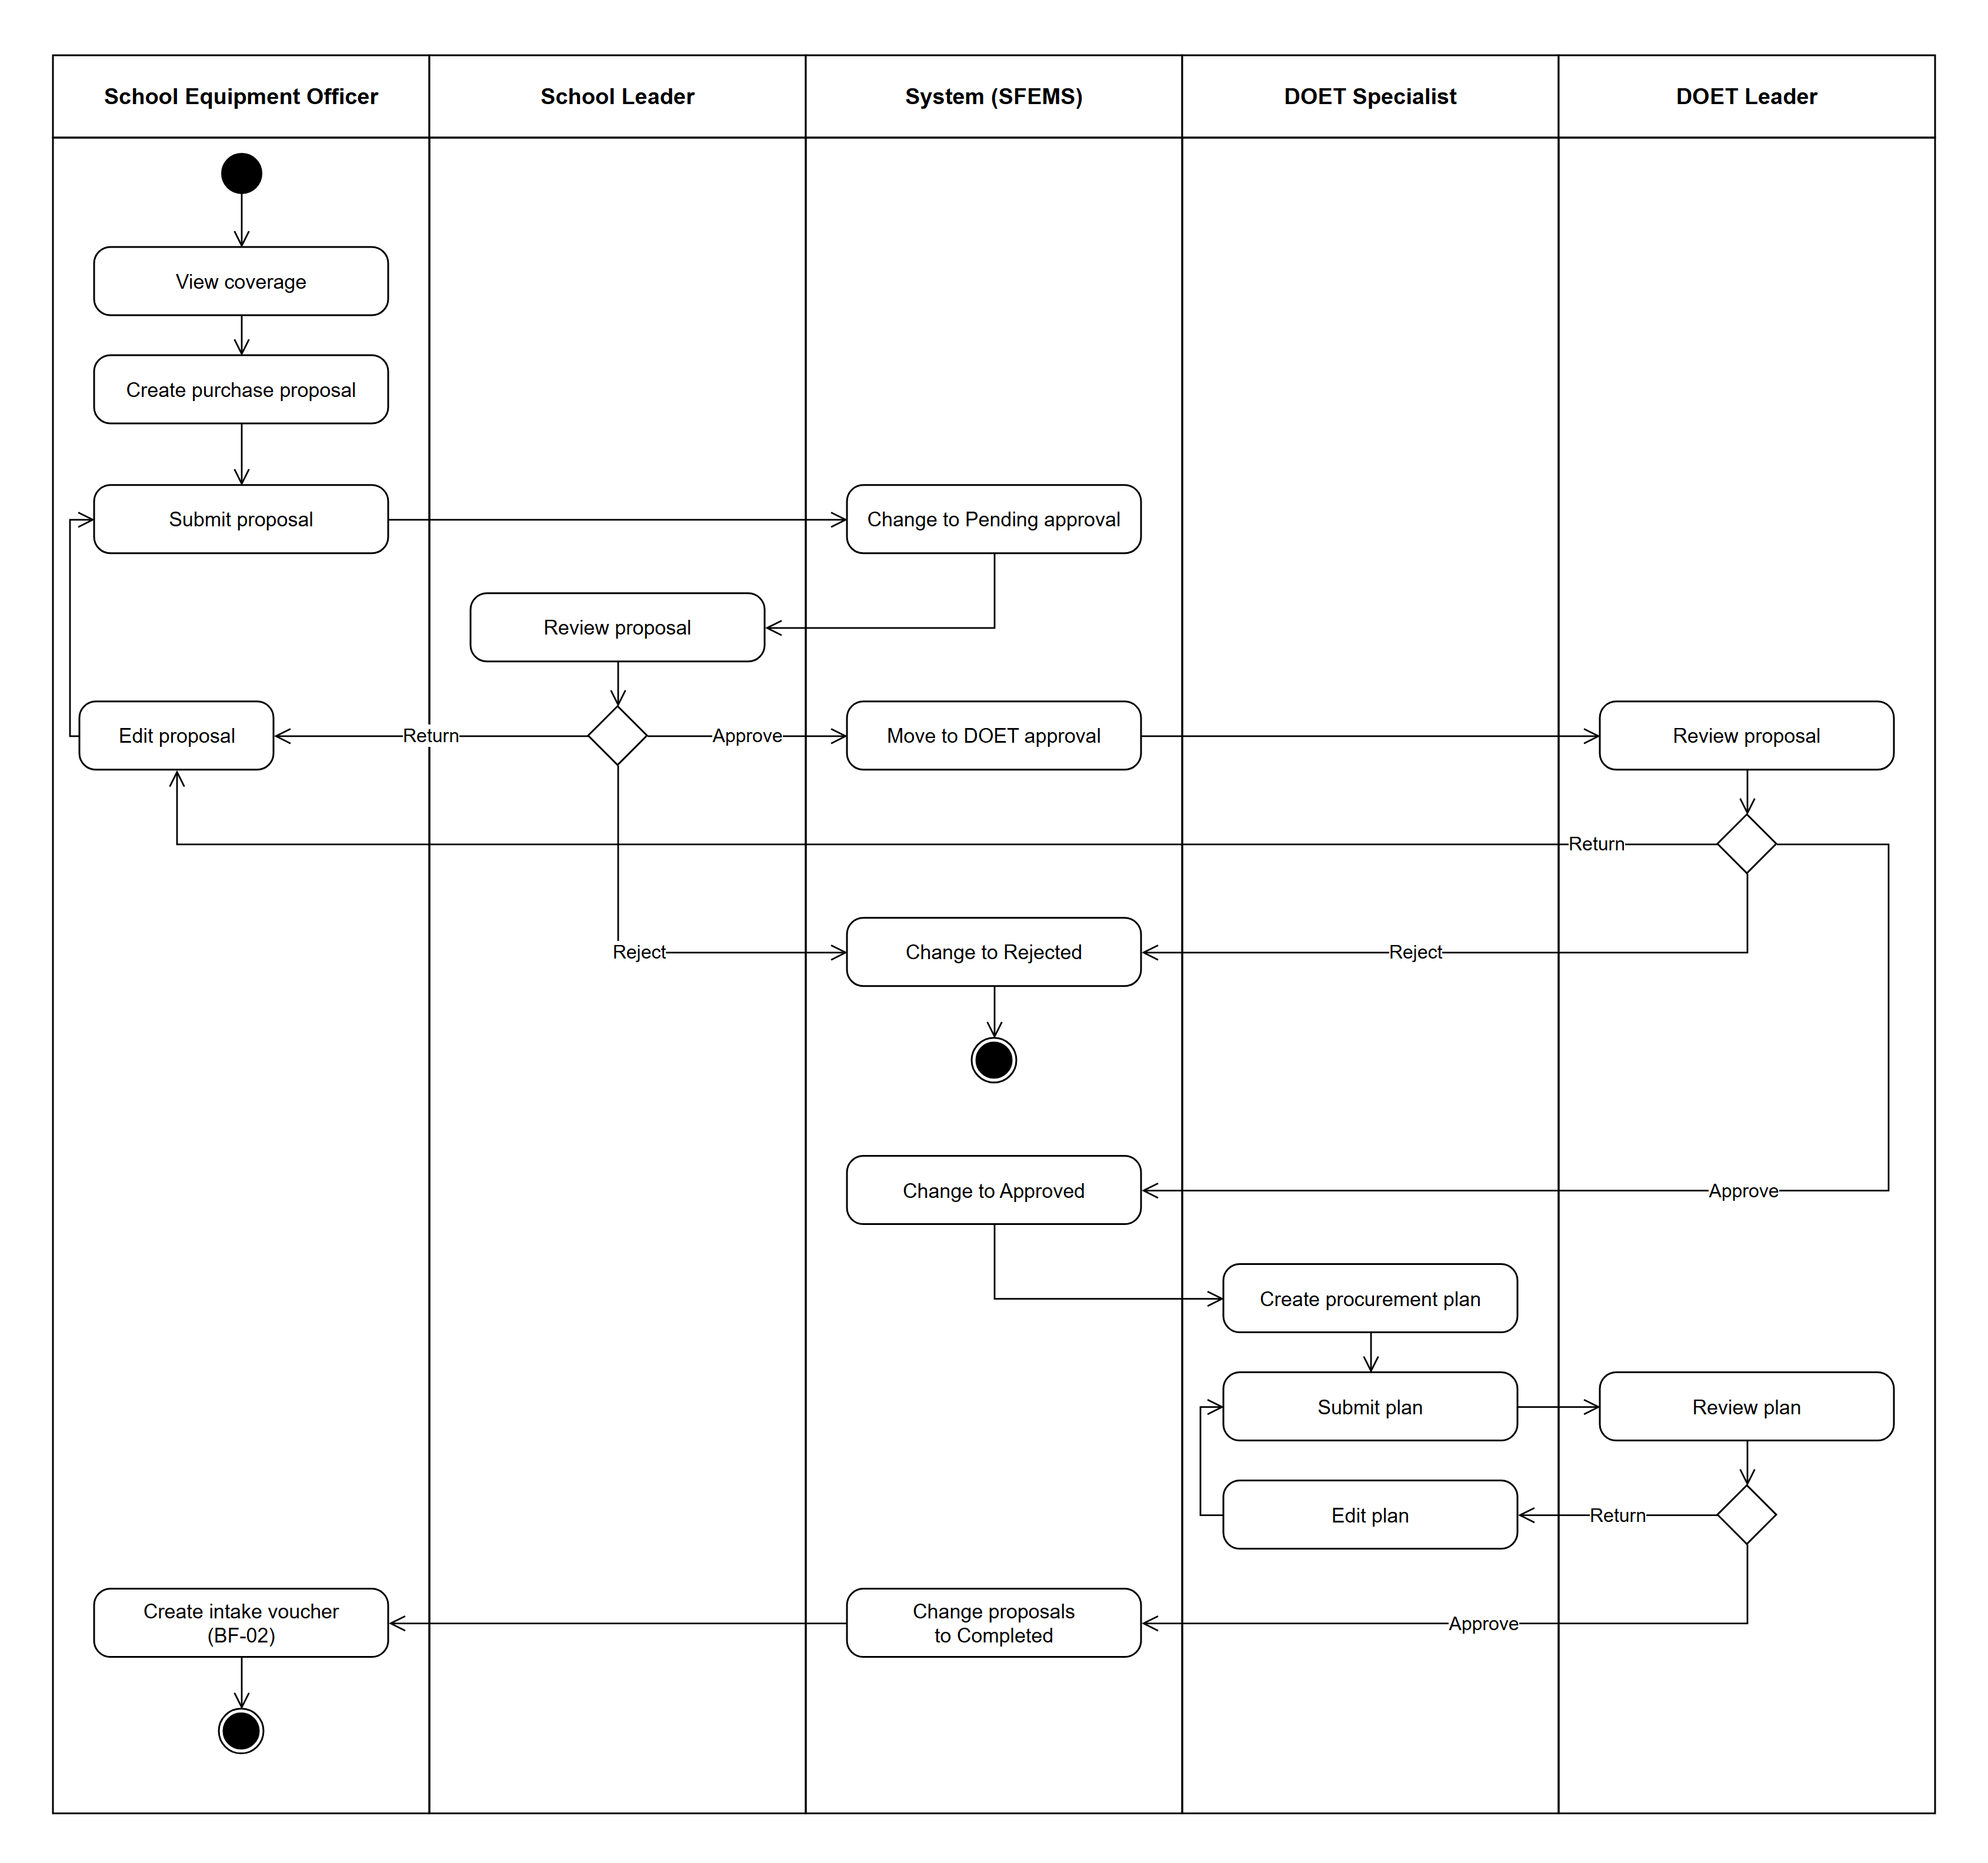 School Equipment Officer
School Leader
System (SFEMS)
DOET Specialist
DOET Leader
View coverage
Create purchase proposal
Submit proposal
Change to Pending approval
Review proposal
Edit proposal
Return
Approve
Move to DOET approval
Review proposal
Return
Reject
Change to Rejected
Reject
Change to Approved
Approve
Create procurement plan
Submit plan
Review plan
Edit plan
Return
Create intake voucher
(BF-02)
Change proposals
to Completed
Approve